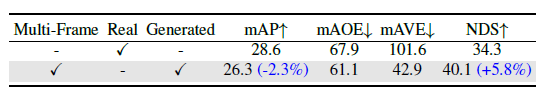 Multi-Frame Real Generated mAP↑ mAOE↓ mAVE↓ NDS↑
- ✓ - 28.6 67.9 101.6 34.3
✓ - ✓ 26.3 (-2.3%) 61.1 42.9 40.1 (+5.8%)